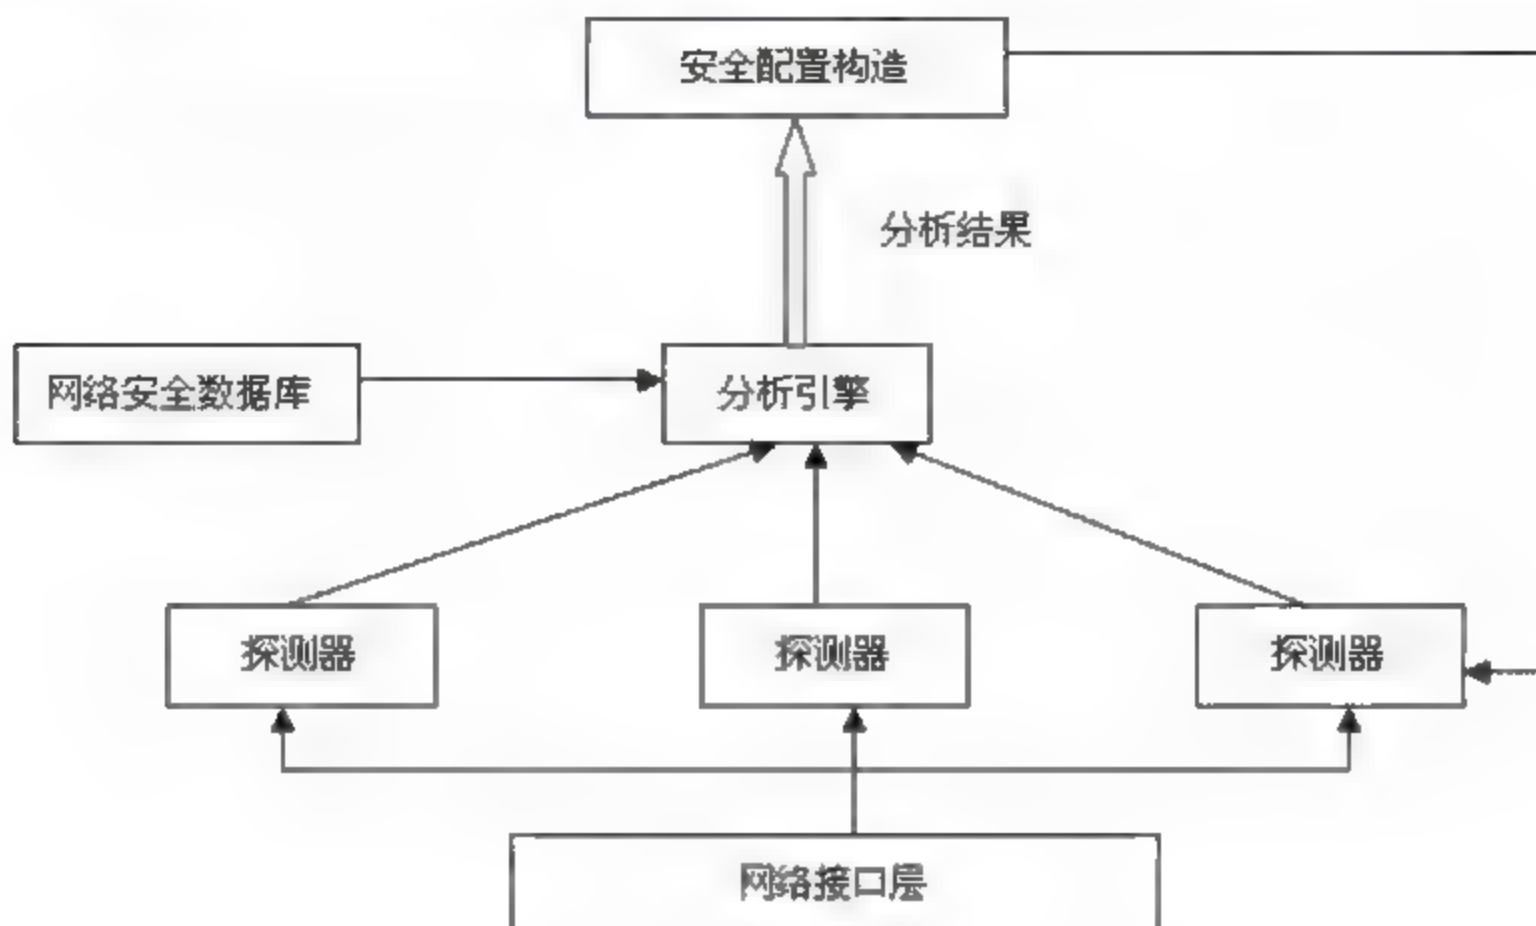 安全配置构造
分析结果
网络安全数据库
分析引擎
探测器
探测器
探测器
网络接口层